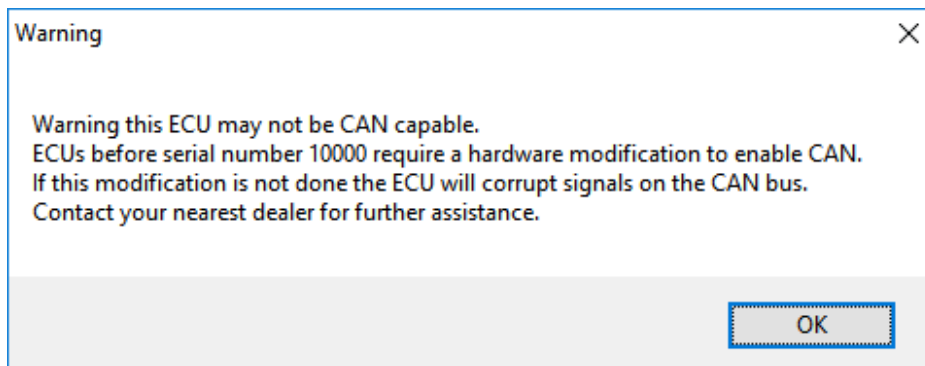 Warning
Warning this ECU may not be CAN capable.
ECUs before serial number 10000 require a hardware modification to enable CAN.
If this modification is not done the ECU will corrupt signals on the CAN bus.
Contact your nearest dealer for further assistance.
OK